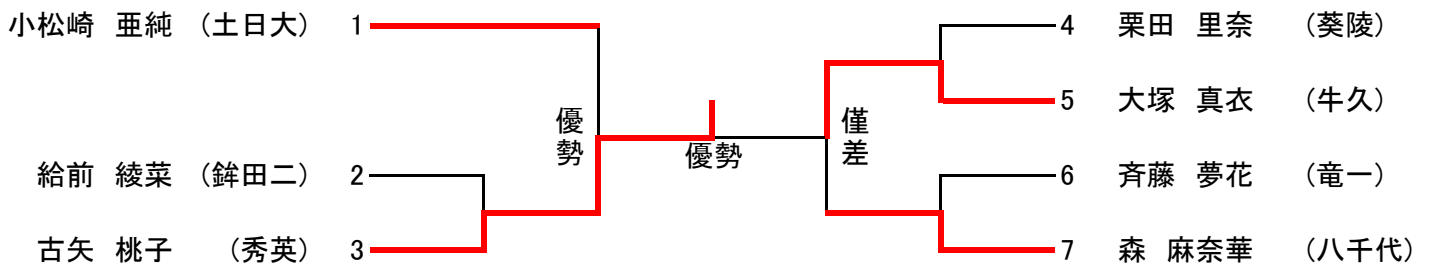 小松崎 亜純 (土日大) 1
給前 綾菜 (鉾田二) 2
古矢 桃子 (秀英) 3
優勢
優勢
僅差
4 栗田 里奈 (葵陵)
5 大塚 真衣 (牛久)
6 斉藤 夢花 (竜一)
7 森 麻奈華 (八千代)